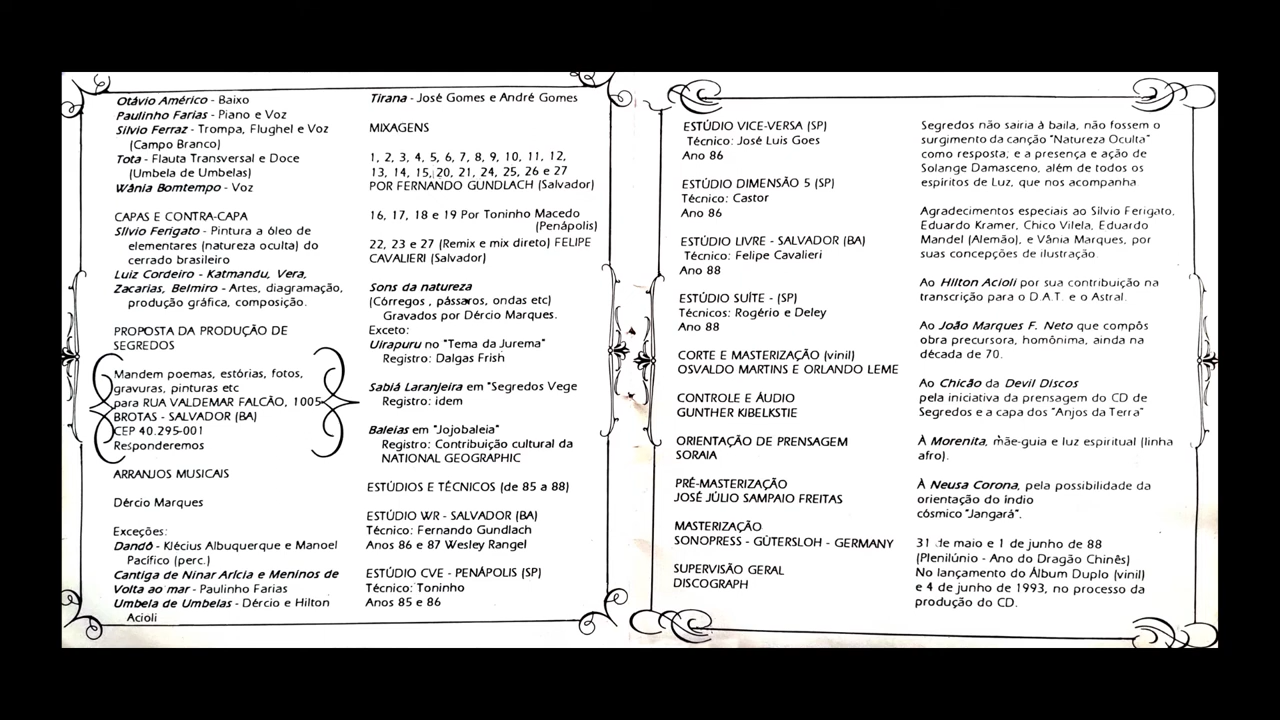 Otávio Américo - Baixo
Paulinho Farias - Piano e Voz
Silvio Ferraz - Trompa, Flughel e Voz
(Campo Branco)
Tota - Flauta Transversal e Doce
(Umbela de Umbelas)
Wânia Bomtempo - Voz
CAPAS E CONTRA-CAPA
Silvio Ferigato - Pintura a óleo de
elementares (natureza oculta) do
cerrado brasileiro
Luiz Cordeiro - Katmandu, Vera,
Zacarias, Belmiro - Artes, diagramação,
produção gráfica, composição.
PROPOSTA DA PRODUÇÃO DE
SEGREDOS
Mandem poemas, estórias, fotos,
gravuras, pinturas etc
para RUA VALDEMAR FALCÃO, 1005
BROTAS - SALVADOR (BA)
CEP 40.295-001
Responderemos
ARRANJOS MUSICAIS
Dércio Marques
Exceções:
Dandô - Klécius Albuquerque e Manoel
Pacífico (perc.)
Cantiga de Ninar Arícia e Meninos de
Volta ao mar - Paulinho Farias
Umbela de Umbelas - Dércio e Hilton
Acioli
Tirana - José Gomes e André Gomes
MIXAGENS
1, 2, 3, 4, 5, 6, 7, 8, 9, 10, 11, 12,
13, 14, 15, 20, 21, 24, 25, 26 e 27
POR FERNANDO GUNDLACH (Salvador)
16, 17, 18 e 19 Por Toninho Macedo
(Penápolis)
22, 23 e 27 (Remix e mix direto) FELIPE
CAVALIERI (Salvador)
Sons da natureza
(Córregos , pássaros, ondas etc)
Gravados por Dércio Marques.
Exceto:
Uirapuru no "Tema da Jurema"
Registro: Dalgas Frish
Sabiá Laranjeira em "Segredos Vege
Registro: idem
Baleias em "Jojobaleia"
Registro: Contribuição cultural da
NATIONAL GEOGRAPHIC
ESTÚDIOS E TÉCNICOS (de 85 a 88)
ESTÚDIO WR - SALVADOR (BA)
Técnico: Fernando Gundlach
Anos 86 e 87 Wesley Rangel
ESTÚDIO CVE - PENÁPOLIS (SP)
Técnico: Toninho
Anos 85 e 86
ESTÚDIO VICE-VERSA (SP)
Técnico: José Luis Goes
Ano 86
ESTÚDIO DIMENSÃO 5 (SP)
Técnico: Castor
Ano 86
ESTÚDIO LIVRE - SALVADOR (BA)
Técnico: Felipe Cavalieri
Ano 88
ESTÚDIO SUÍTE - (SP)
Técnicos: Rogério e Deley
Ano 88
CORTE E MASTERIZAÇÃO (vinil)
OSVALDO MARTINS E ORLANDO LEME
CONTROLE E ÁUDIO
GUNTHER KIBELKSTIE
ORIENTAÇÃO DE PRENSAGEM
SORAIA
PRÉ-MASTERIZAÇÃO
JOSÉ JÚLIO SAMPAIO FREITAS
MASTERIZAÇÃO
SONOPRESS - GÜTERSLOH - GERMANY
SUPERVISÃO GERAL
DISCOGRAPH
Segredos não sairia à baila, não fossem o
surgimento da canção "Natureza Oculta"
como resposta; e a presença e ação de
Solange Damasceno, além de todos os
espíritos de Luz, que nos acompanha
Agradecimentos especiais ao Silvio Ferigato,
Eduardo Kramer, Chico Vilela, Eduardo
Mandel (Alemão), e Vânia Marques, por
suas concepções de ilustração.
Ao Hilton Acioli por sua contribuição na
transcrição para o D.A.T. e o Astral.
Ao João Marques F. Neto que compôs
obra precursora, homônima, ainda na
década de 70.
Ao Chicão da Devil Discos
pela iniciativa da prensagem do CD de
Segredos e a capa dos "Anjos da Terra"
À Morenita, mãe-guia e luz espiritual (linha
afro).
À Neusa Corona, pela possibilidade da
orientação do índio
cósmico "Jangará".
31 de maio e 1 de junho de 88
(Plenilúnio - Ano do Dragão Chinês)
No lançamento do Álbum Duplo (vinil)
e 4 de junho de 1993, no processo da
produção do CD.